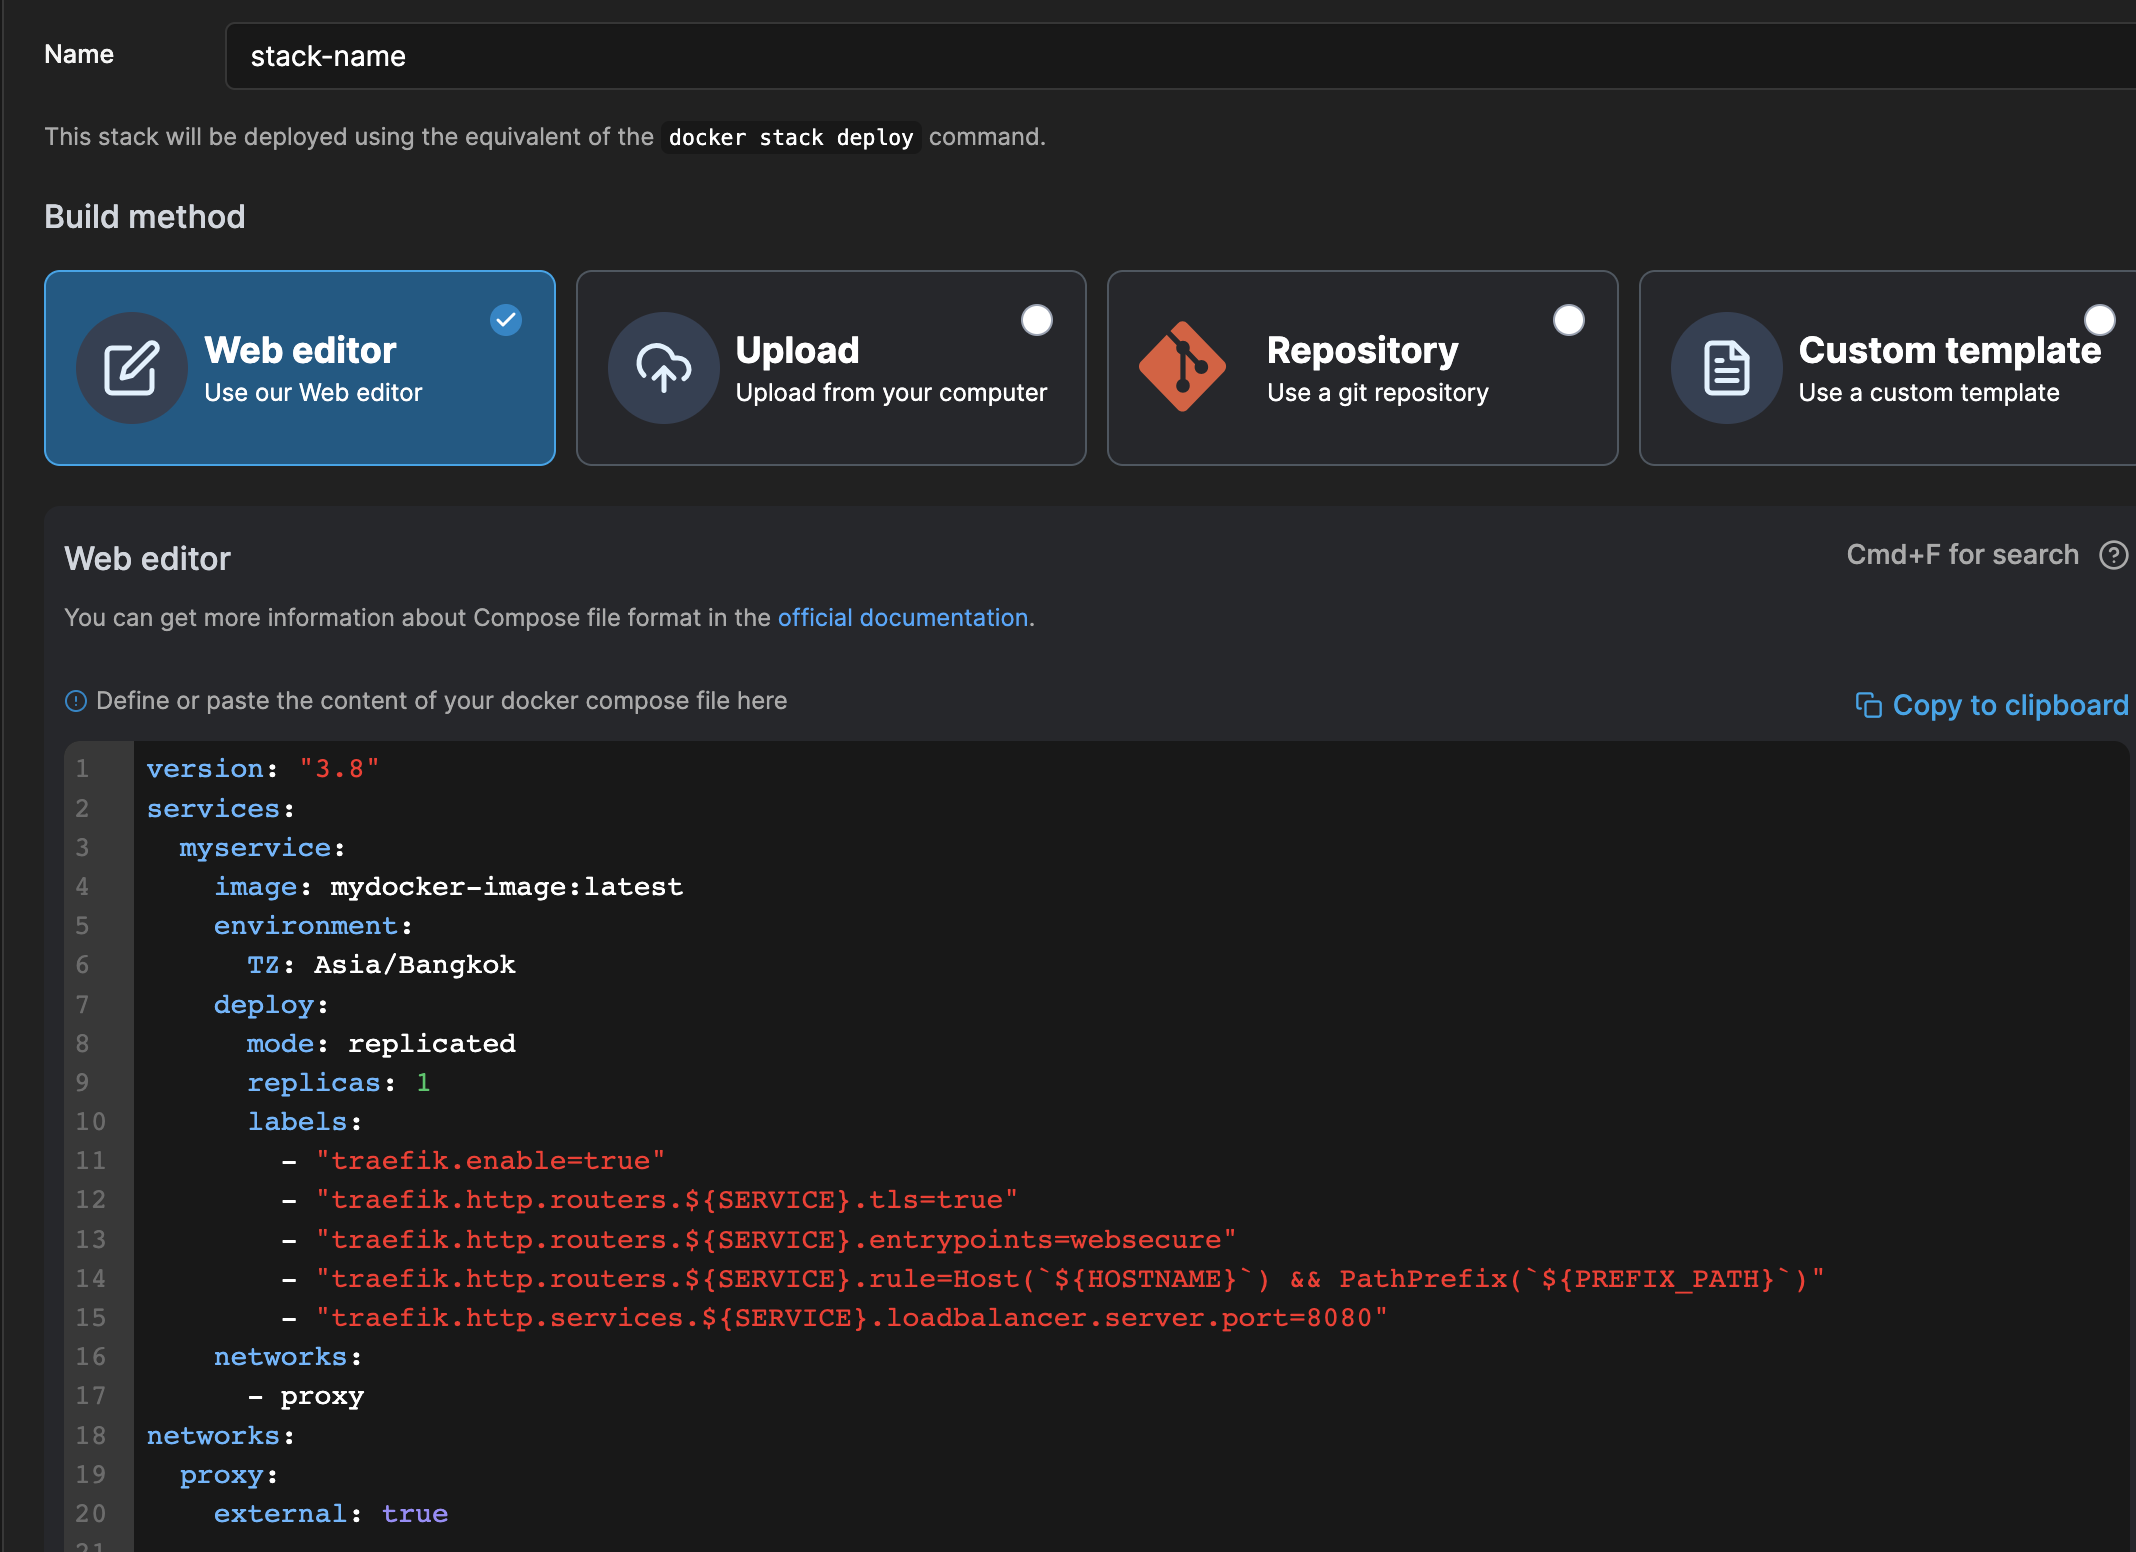 Name
stack-name
This stack will be deployed using the equivalent of the docker stack deploy command.
Build method
Web editor
Use our Web editor
Upload
Upload from your computer
Repository
Use a git repository
Custom template
Use a custom template
Web editor
Cmd+F for search
You can get more information about Compose file format in the official documentation.
Define or paste the content of your docker compose file here
Copy to clipboard
1 version: "3.8"
2 services:
3   myservice:
4     image: mydocker-image:latest
5     environment:
6       TZ: Asia/Bangkok
7     deploy:
8       mode: replicated
9       replicas: 1
10       labels:
11         - "traefik.enable=true"
12         - "traefik.http.routers.${SERVICE}.tls=true"
13         - "traefik.http.routers.${SERVICE}.entrypoints=websecure"
14         - "traefik.http.routers.${SERVICE}.rule=Host(`${HOSTNAME}`) && PathPrefix(`${PREFIX_PATH}`)"
15         - "traefik.http.services.${SERVICE}.loadbalancer.server.port=8080"
16     networks:
17       - proxy
18 networks:
19   proxy:
20     external: true
21